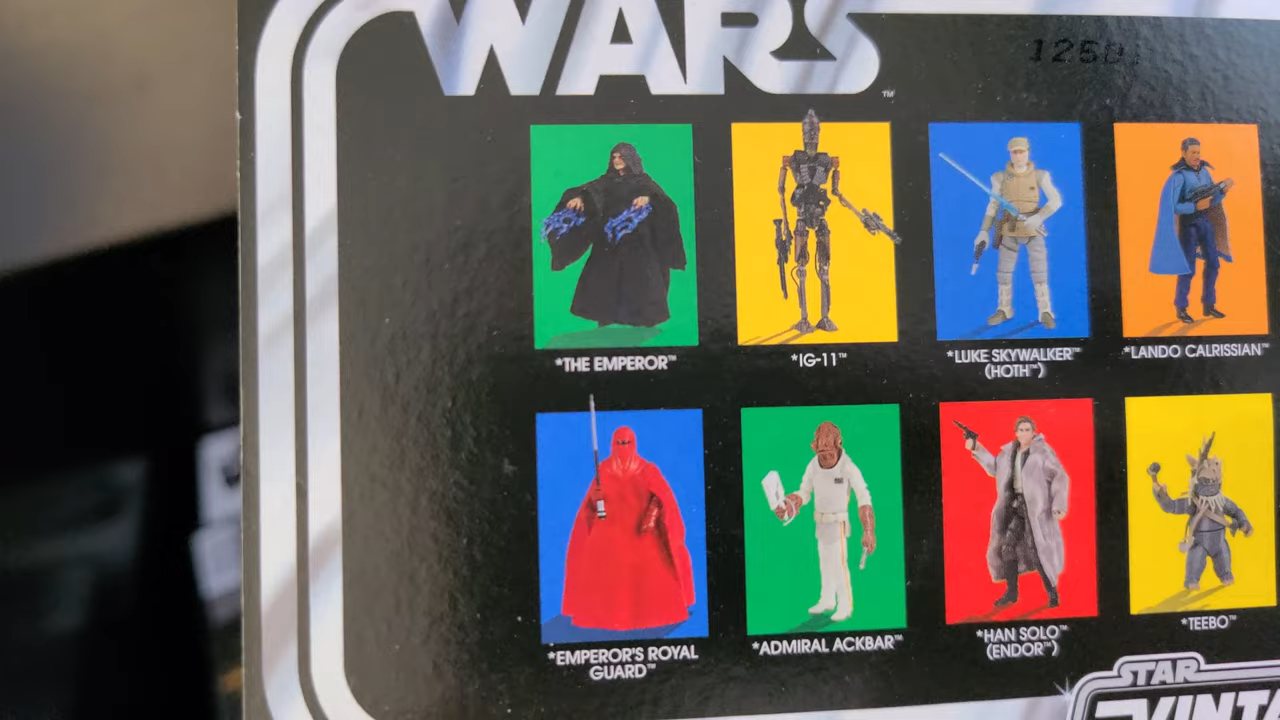 WARS™
*THE EMPEROR™
*IG-11™
*LUKE SKYWALKER™
(HOTH™)
*LANDO CALRISSIAN™
*EMPEROR'S ROYAL
GUARD™
*ADMIRAL ACKBAR™
*HAN SOLO™
(ENDOR™)
*TEEBO™
STAR